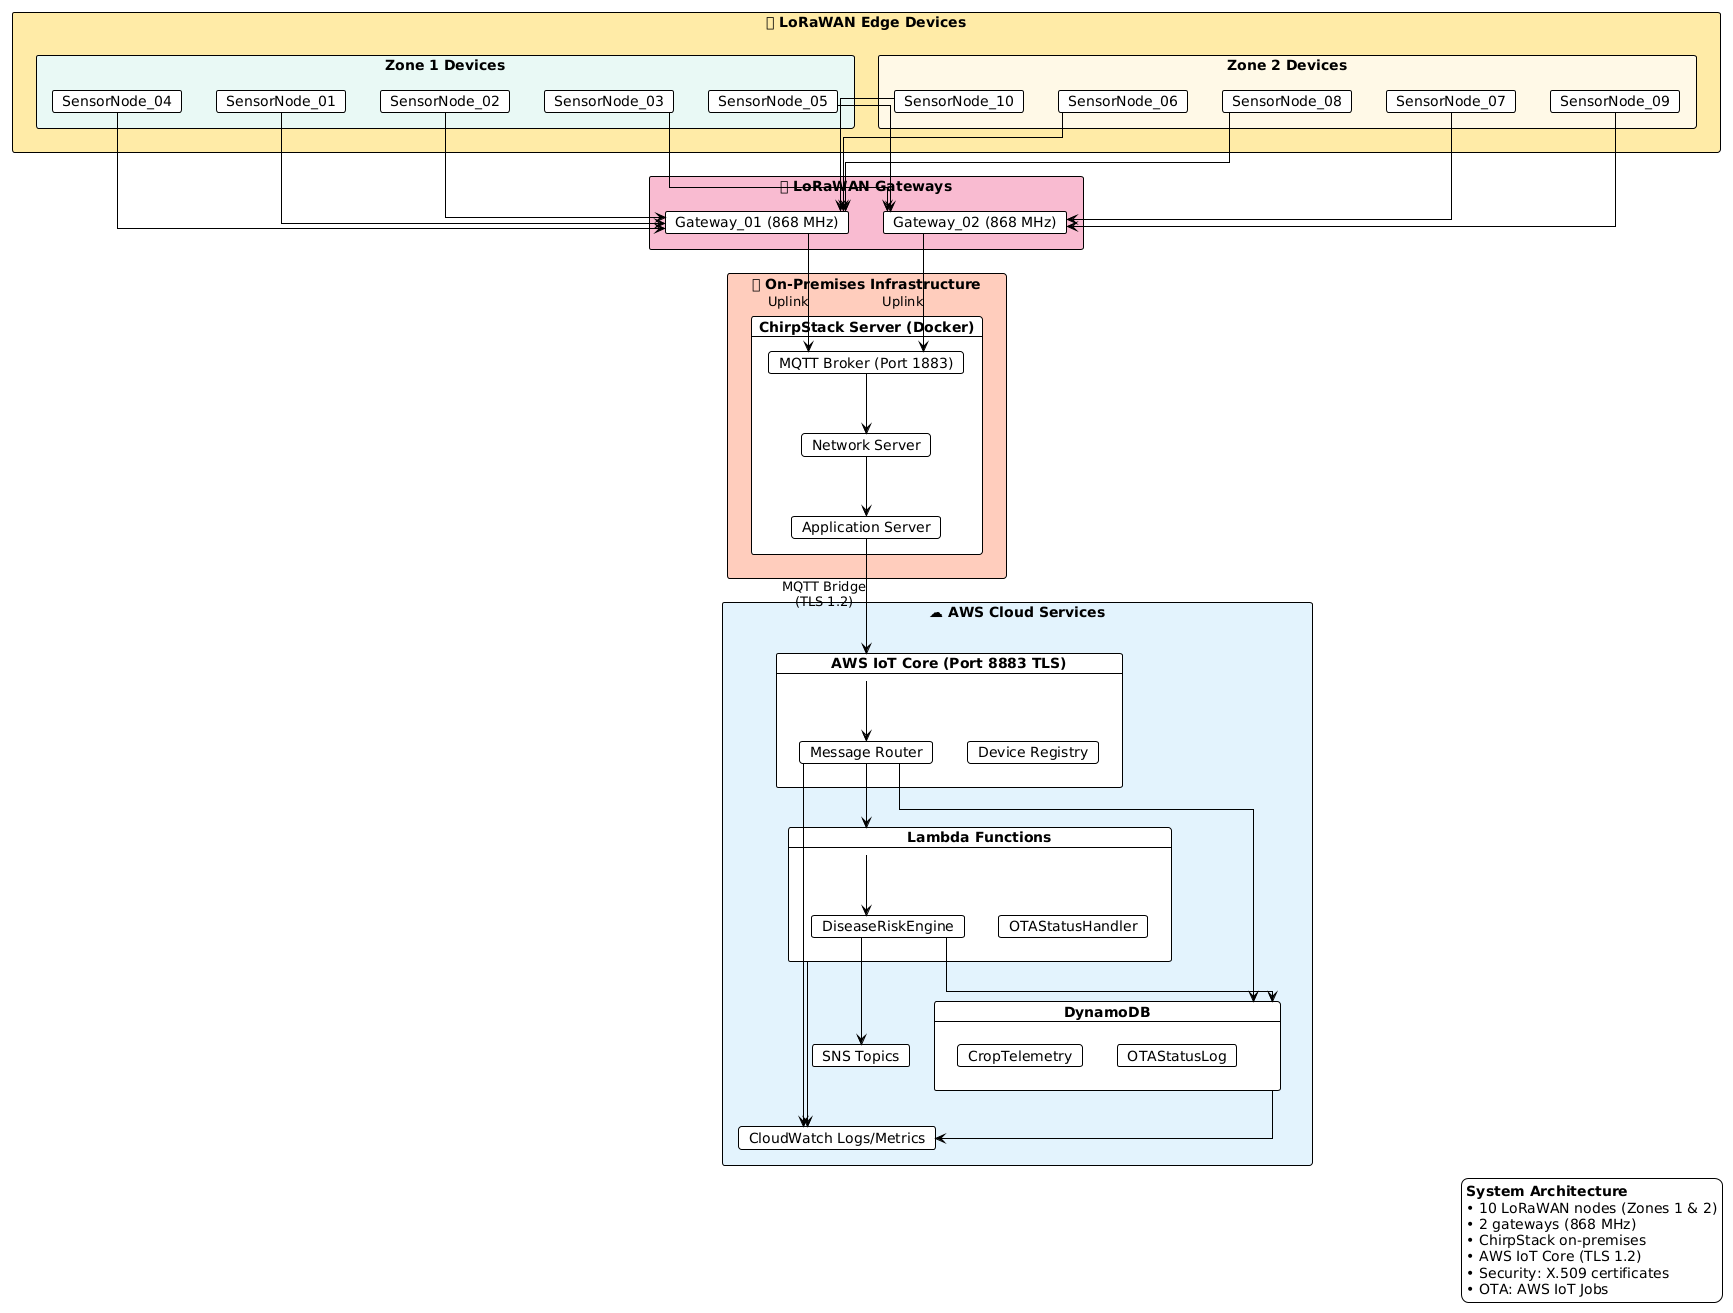 LoRaWAN Edge Devices
Zone 1 Devices
Zone 2 Devices
SensorNode_04
SensorNode_01
SensorNode_02
SensorNode_03
SensorNode_05
SensorNode_10
SensorNode_06
SensorNode_08
SensorNode_07
SensorNode_09
LoRaWAN Gateways
Gateway_01 (868 MHz)
Gateway_02 (868 MHz)
On-Premises Infrastructure
Uplink
Uplink
ChirpStack Server (Docker)
MQTT Broker (Port 1883)
Network Server
Application Server
MQTT Bridge
(TLS 1.2)
☁ AWS Cloud Services
AWS IoT Core (Port 8883 TLS)
Message Router
Device Registry
Lambda Functions
DiseaseRiskEngine
OTAStatusHandler
DynamoDB
SNS Topics
CropTelemetry
OTAStatusLog
CloudWatch Logs/Metrics
System Architecture
• 10 LoRaWAN nodes (Zones 1 & 2)
• 2 gateways (868 MHz)
• ChirpStack on-premises
• AWS IoT Core (TLS 1.2)
• Security: X.509 certificates
• OTA: AWS IoT Jobs